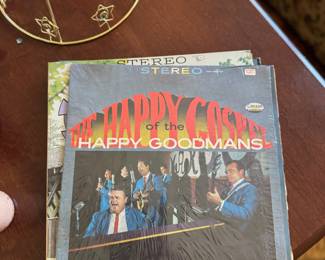 STEREO
STEREO
THE HAPPY GOSPEL
of the
HAPPY GOODMANS